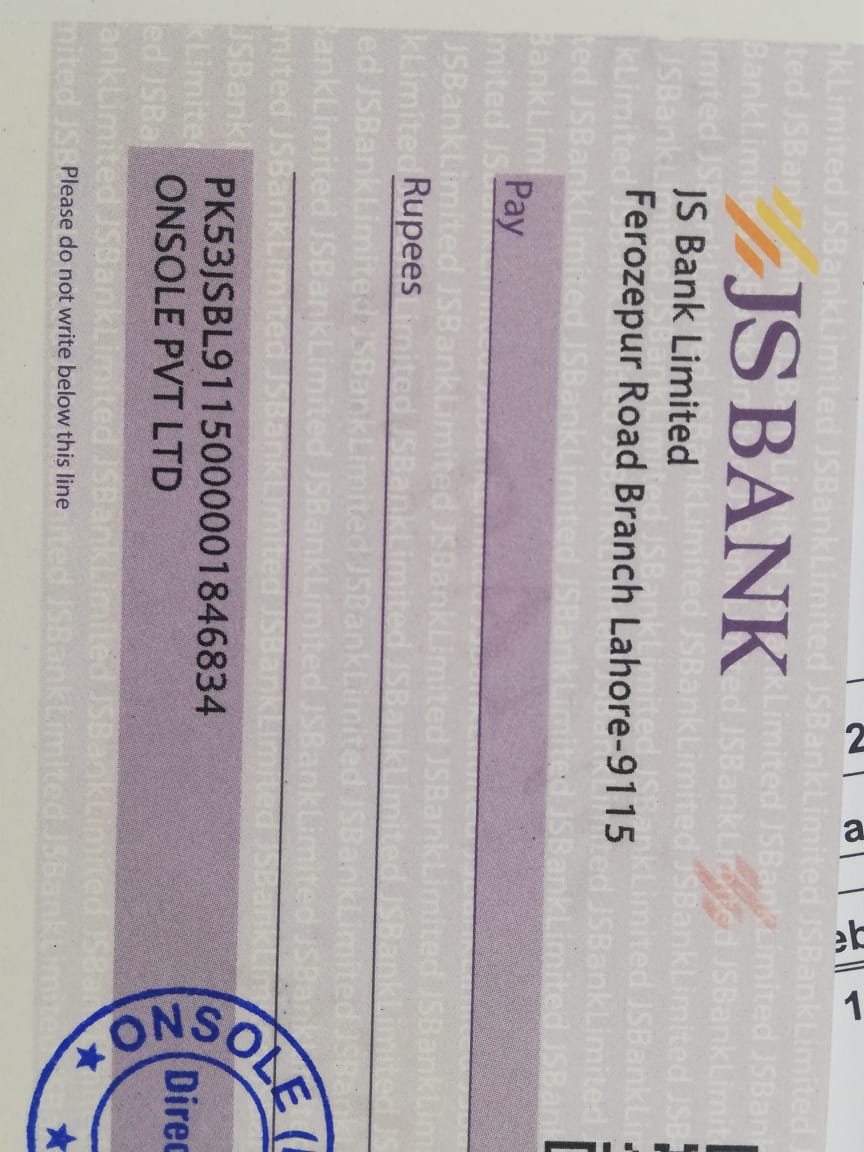 JS BANK
JS Bank Limited
Ferozepur Road Branch Lahore-9115
Pay
Rupees
PK53JSBL9115000001846834
ONSOLE PVT LTD
ONSOLE (
Direc
Please do not write below this line